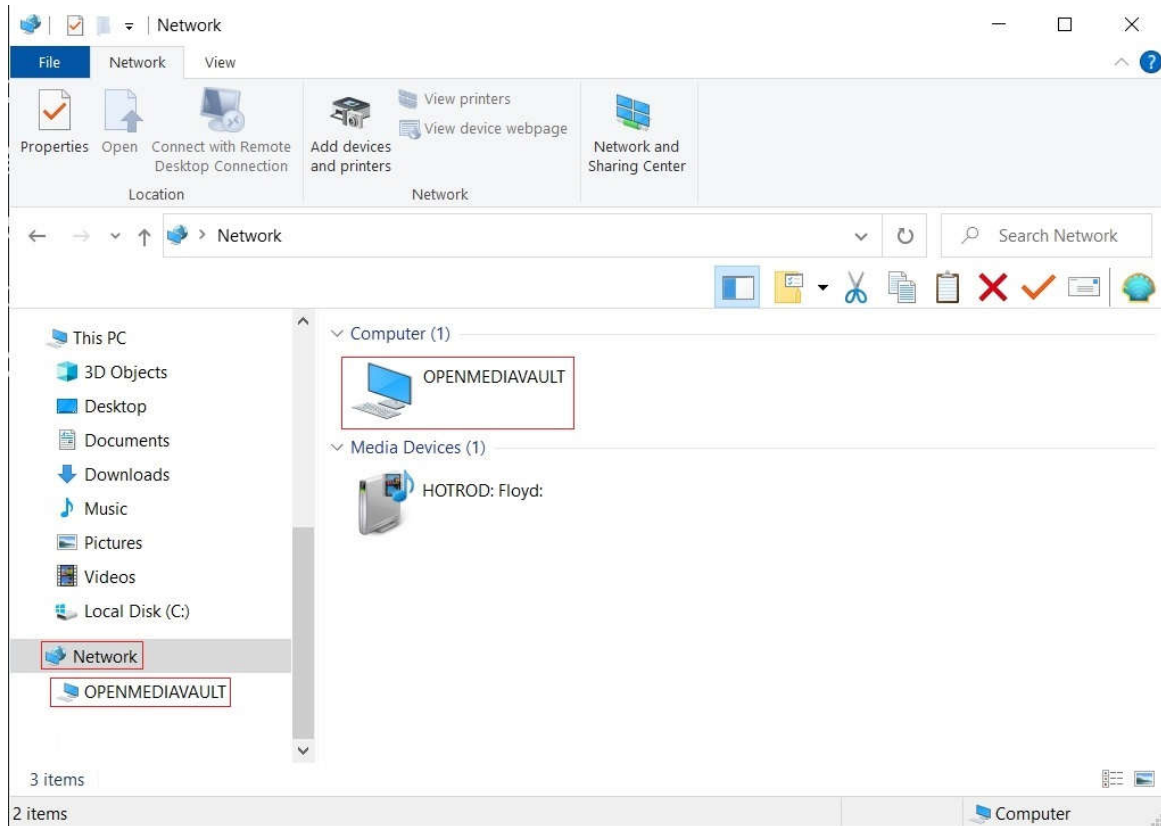 Network
File Network View
?
View printers
View device webpage
Properties Open Connect with Remote Desktop Connection
Add devices and printers
Network and Sharing Center
Location Network
Network
Search Network
This PC
3D Objects
Desktop
Documents
Downloads
Music
Pictures
Videos
Local Disk (C:)
Network
OPENMEDIAVAULT
Computer (1)
OPENMEDIAVAULT
Media Devices (1)
HOTROD: Floyd:
3 items
2 items
Computer